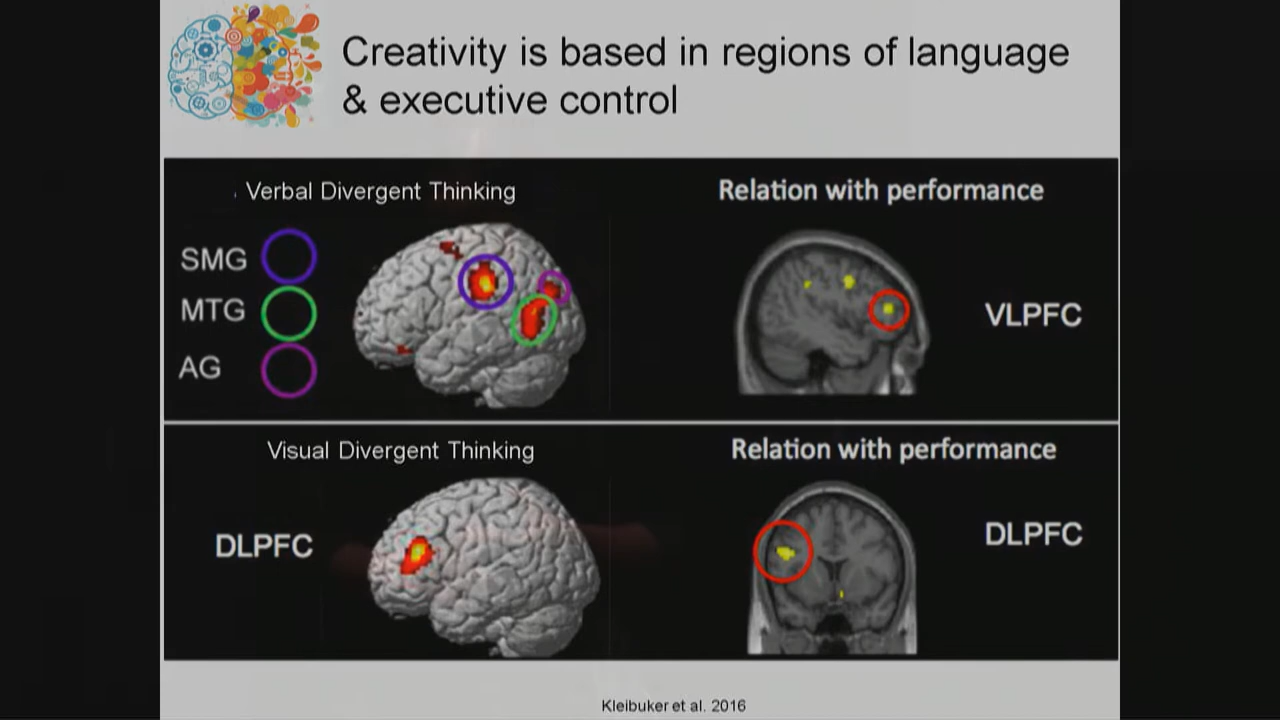 Creativity is based in regions of language
& executive control
Verbal Divergent Thinking
Relation with performance
SMG
MTG
AG
VLPFC
Visual Divergent Thinking
Relation with performance
DLPFC
DLPFC
Kleibuker et al. 2016